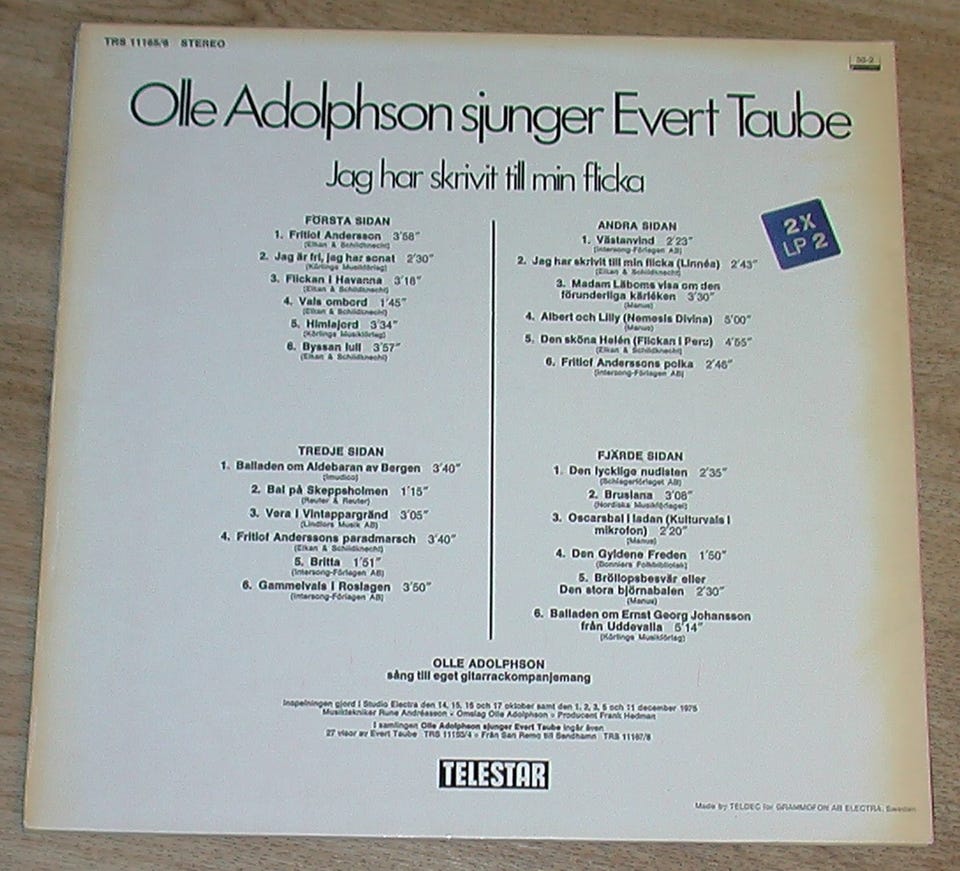 TRS 11165/6 STEREO
50-2
Olle Adolphson sjunger Evert Taube
Jag har skrivit till min flicka
2X
LP 2
FÖRSTA SIDAN
1. Fritiof Andersson 3'58"
(Elkan & Schildknecht)
2. Jag är fri, jag har sonat 2'30"
(Körlings Musikförlag)
3. Flickan i Havanna 3'18"
(Elkan & Schildknecht)
4. Vals ombord 1'45"
(Elkan & Schildknecht)
5. Himlajord 3'34"
(Körlings Musikförlag)
6. Byssan lull 3'57"
(Elkan & Schildknecht)
ANDRA SIDAN
1. Västanvind 2'23"
(Intersong-Förlagen AB)
2. Jag har skrivit till min flicka (Linnéa) 2'43"
(Elkan & Schildknecht)
3. Madam Läboms visa om den
förunderliga kärleken 3'30"
(Manus)
4. Albert och Lilly (Nemesis Divina) 5'00"
(Manus)
5. Den sköna Helén (Flickan i Peru) 4'55"
(Elkan & Schildknecht)
6. Fritiof Anderssons polka 2'46"
(Intersong-Förlagen AB)
TREDJE SIDAN
1. Balladen om Aldebaran av Bergen 3'40"
(Imudico)
2. Bal på Skeppsholmen 1'15"
(Reuter & Reuter)
3. Vera i Vintappargränd 3'05"
(Lindlors Musik AB)
4. Fritiof Anderssons paradmarsch 3'40"
(Elkan & Schildknecht)
5. Britta 1'51"
(Intersong-Förlagen AB)
6. Gammelvals i Roslagen 3'50"
(Intersong-Förlagen AB)
FJÄRDE SIDAN
1. Den lycklige nudisten 2'35"
(Schlagerförlaget AB)
2. Brusiana 3'08"
(Nordiska Musikförlaget)
3. Oscarsbal i ladan (Kulturvals i
mikrofon) 2'20"
(Manus)
4. Den Gyldene Freden 1'50"
(Bonniers Folkbibliotek)
5. Bröllopsbesvär eller
Den stora björnabalen 2'30"
(Manus)
6. Balladen om Ernst Georg Johansson
från Uddevalla 5'14"
(Körlings Musikförlag)
OLLE ADOLPHSON
sång till eget gitarrackompanjemang
Inspelningen gjord i Studio Electra den 14, 15, 16 och 17 oktober samt den 1, 2, 3, 5 och 11 december 1975
Musiktekniker Rune Andréasson • Omslag Olle Adolphson • Producent Frank Hedman
I samlingen Olle Adolphson sjunger Evert Taube ingår även
27 visor av Evert Taube TRS 11153/4 • Från San Remo till Sandhamn TRS 11167/8
TELESTAR
Made by TELDEC for GRAMMOFON AB ELECTRA, Sweden